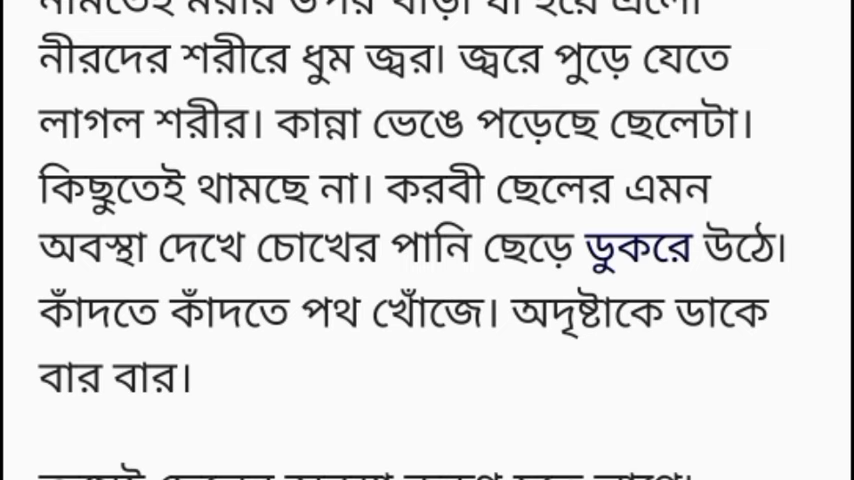 নীরদের শরীরে ধুম জ্বর। জ্বরে পুড়ে যেতে
লাগল শরীর। কান্না ভেঙে পড়েছে ছেলেটা।
কিছুতেই থামছে না। করবী ছেলের এমন
অবস্থা দেখে চোখের পানি ছেড়ে ডুকরে উঠে।
কাঁদতে কাঁদতে পথ খোঁজে। অদৃষ্টাকে ডাকে
বার বার।